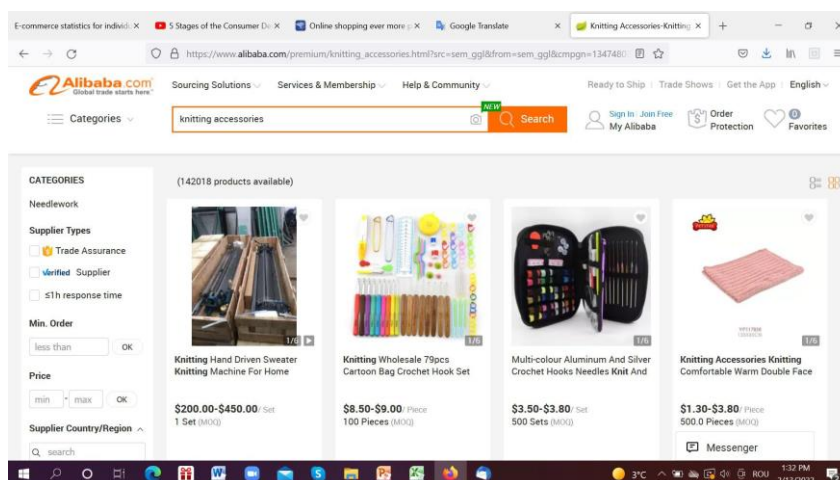 E-commerce statistics for individu
5 Stages of the Consumer De
Online shopping ever more p
Google Translate
Knitting Accessories-Knitting
https://www.alibaba.com/premium/knitting_accessories.html?src=sem_ggl&from=sem_ggl&cmpgn=1347480
Alibaba.com
Global trade starts here.
Sourcing Solutions
Services & Membership
Help & Community
Ready to Ship
Trade Shows
Get the App
English
Categories
knitting accessories
NEW
Search
Sign In Join Free
My Alibaba
Order
Protection
0
Favorites
CATEGORIES
Needlework
Supplier Types
Trade Assurance
Verified Supplier
≤1h response time
Min. Order
less than
OK
Price
min - max
OK
Supplier Country/Region
search
(142018 products available)
1/6
Knitting Hand Driven Sweater
Knitting Machine For Home
$200.00-$450.00/ Set
1 Set (MOQ)
1/6
Knitting Wholesale 79pcs
Cartoon Bag Crochet Hook Set
$8.50-$9.00/ Piece
100 Pieces (MOQ)
1/6
Multi-colour Aluminum And Silver
Crochet Hooks Needles Knit And
$3.50-$3.80/ Set
500 Sets (MOQ)
1/6
Knitting Accessories Knitting
Comfortable Warm Double Face
$1.30-$3.80/ Piece
500.0 Pieces (MOQ)
Messenger
3°C
ROU
1:32 PM